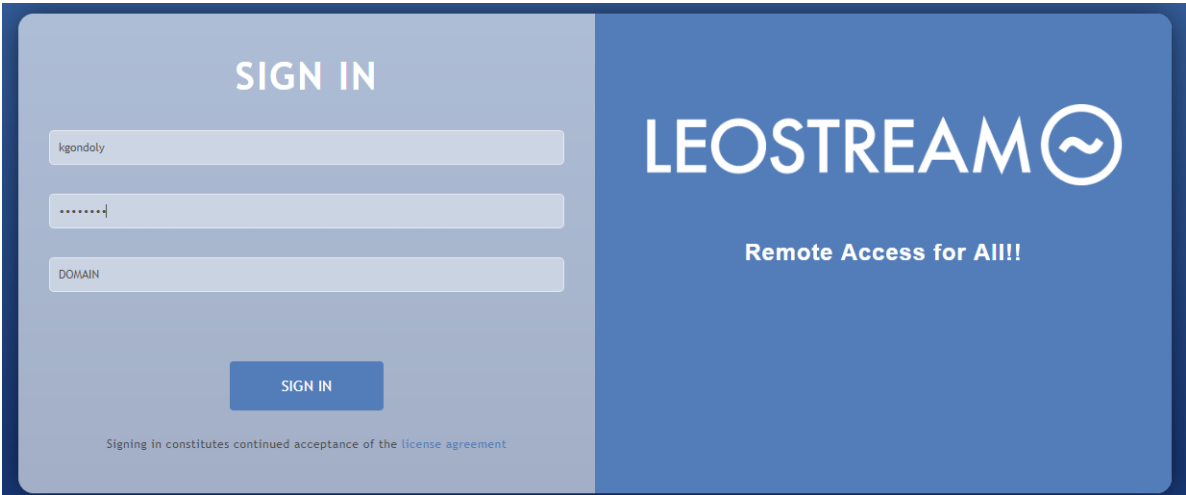 SIGN IN
kgondoly
••••••••
DOMAIN
SIGN IN
Signing in constitutes continued acceptance of the license agreement
LEOSTREAM
Remote Access for All!!